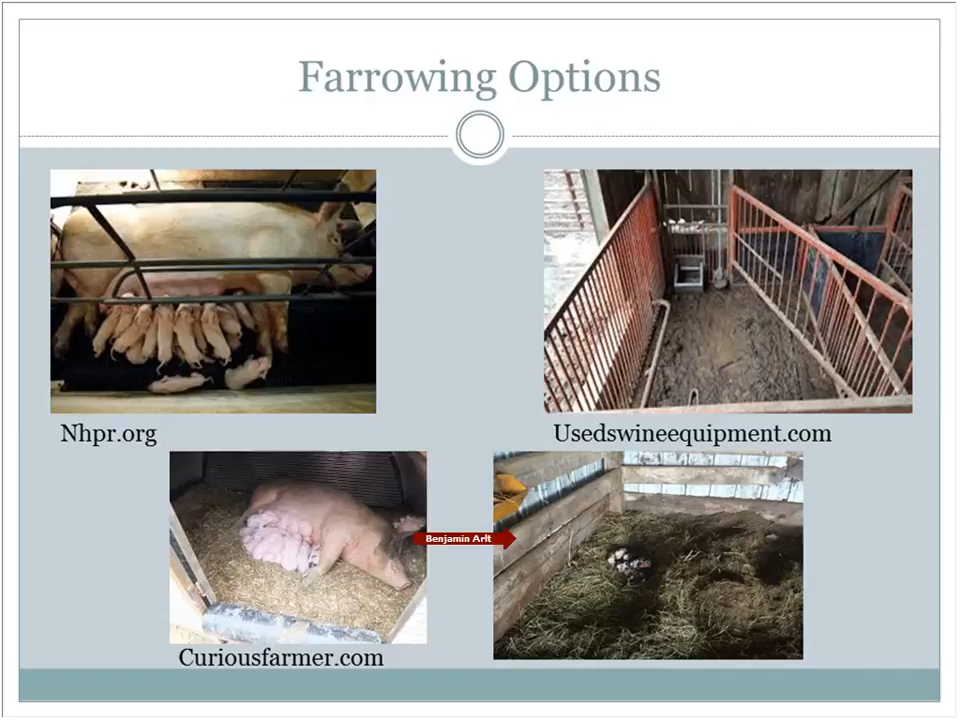 Farrowing Options
Nhpr.org
Usedswineequipment.com
Benjamin Arlt
Curiousfarmer.com